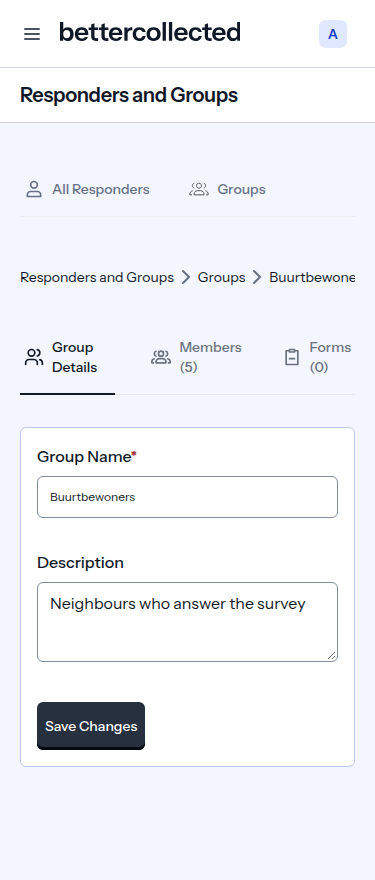 bettercollected
A
Responders and Groups
All Responders
Groups
Responders and Groups > Groups > Buurtbewone
Group
Details
Members
(5)
Forms
(0)
Group Name*
Buurtbewoners
Description
Neighbours who answer the survey
Save Changes